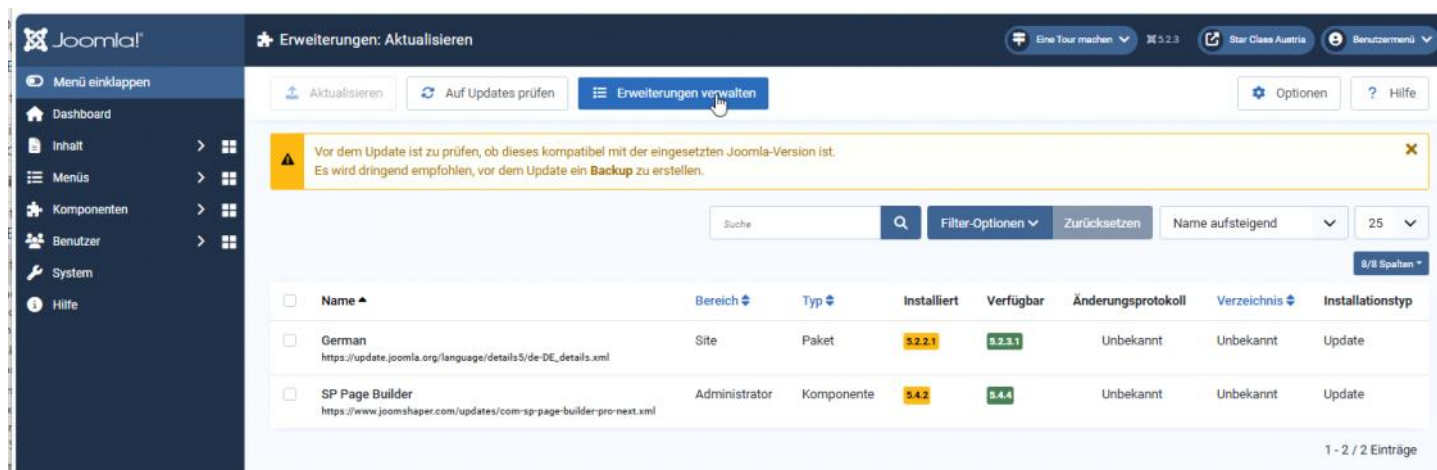 Joomla!
Erweiterungen: Aktualisieren
Eine Tour machen
5.2.3
Star Class Austria
Benutzermenü
Menü einklappen
Dashboard
Inhalt
Menüs
Komponenten
Benutzer
System
Hilfe
Aktualisieren
Auf Updates prüfen
Erweiterungen verwalten
Optionen
? Hilfe
Vor dem Update ist zu prüfen, ob dieses kompatibel mit der eingesetzten Joomla-Version ist.
Es wird dringend empfohlen, vor dem Update ein Backup zu erstellen.
Suche
Filter-Optionen
Zurücksetzen
Name aufsteigend
25
8/8 Spalten
Name Bereich Typ Installiert Verfügbar Änderungsprotokoll Verzeichnis Installationstyp
German Site Paket 5.2.2.1 5.2.3.1 Unbekannt Unbekannt Update
https://update.joomla.org/language/details5/de-DE_details.xml
SP Page Builder Administrator Komponente 5.4.2 5.4.4 Unbekannt Unbekannt Update
https://www.joomshaper.com/updates/com-sp-page-builder-pro-next.xml
1 - 2 / 2 Einträge